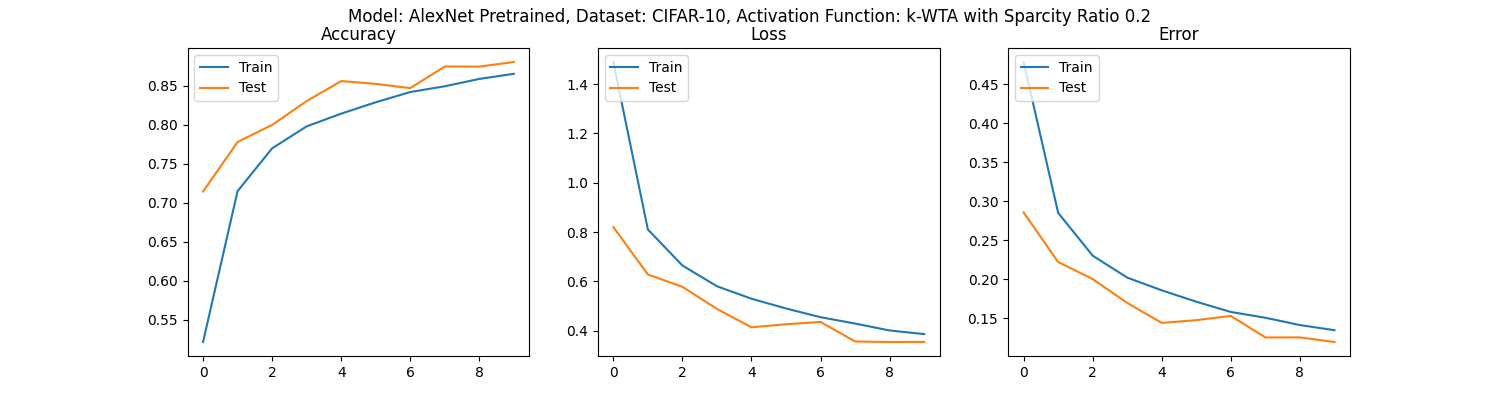 Model: AlexNet Pretrained, Dataset: CIFAR-10, Activation Function: k-WTA with Sparcity Ratio 0.2
Accuracy
Train
Test
0.85
0.80
0.75
0.70
0.65
0.60
0.55
0 2 4 6 8
Loss
Train
Test
1.4
1.2
1.0
0.8
0.6
0.4
0 2 4 6 8
Error
Train
Test
0.45
0.40
0.35
0.30
0.25
0.20
0.15
0 2 4 6 8